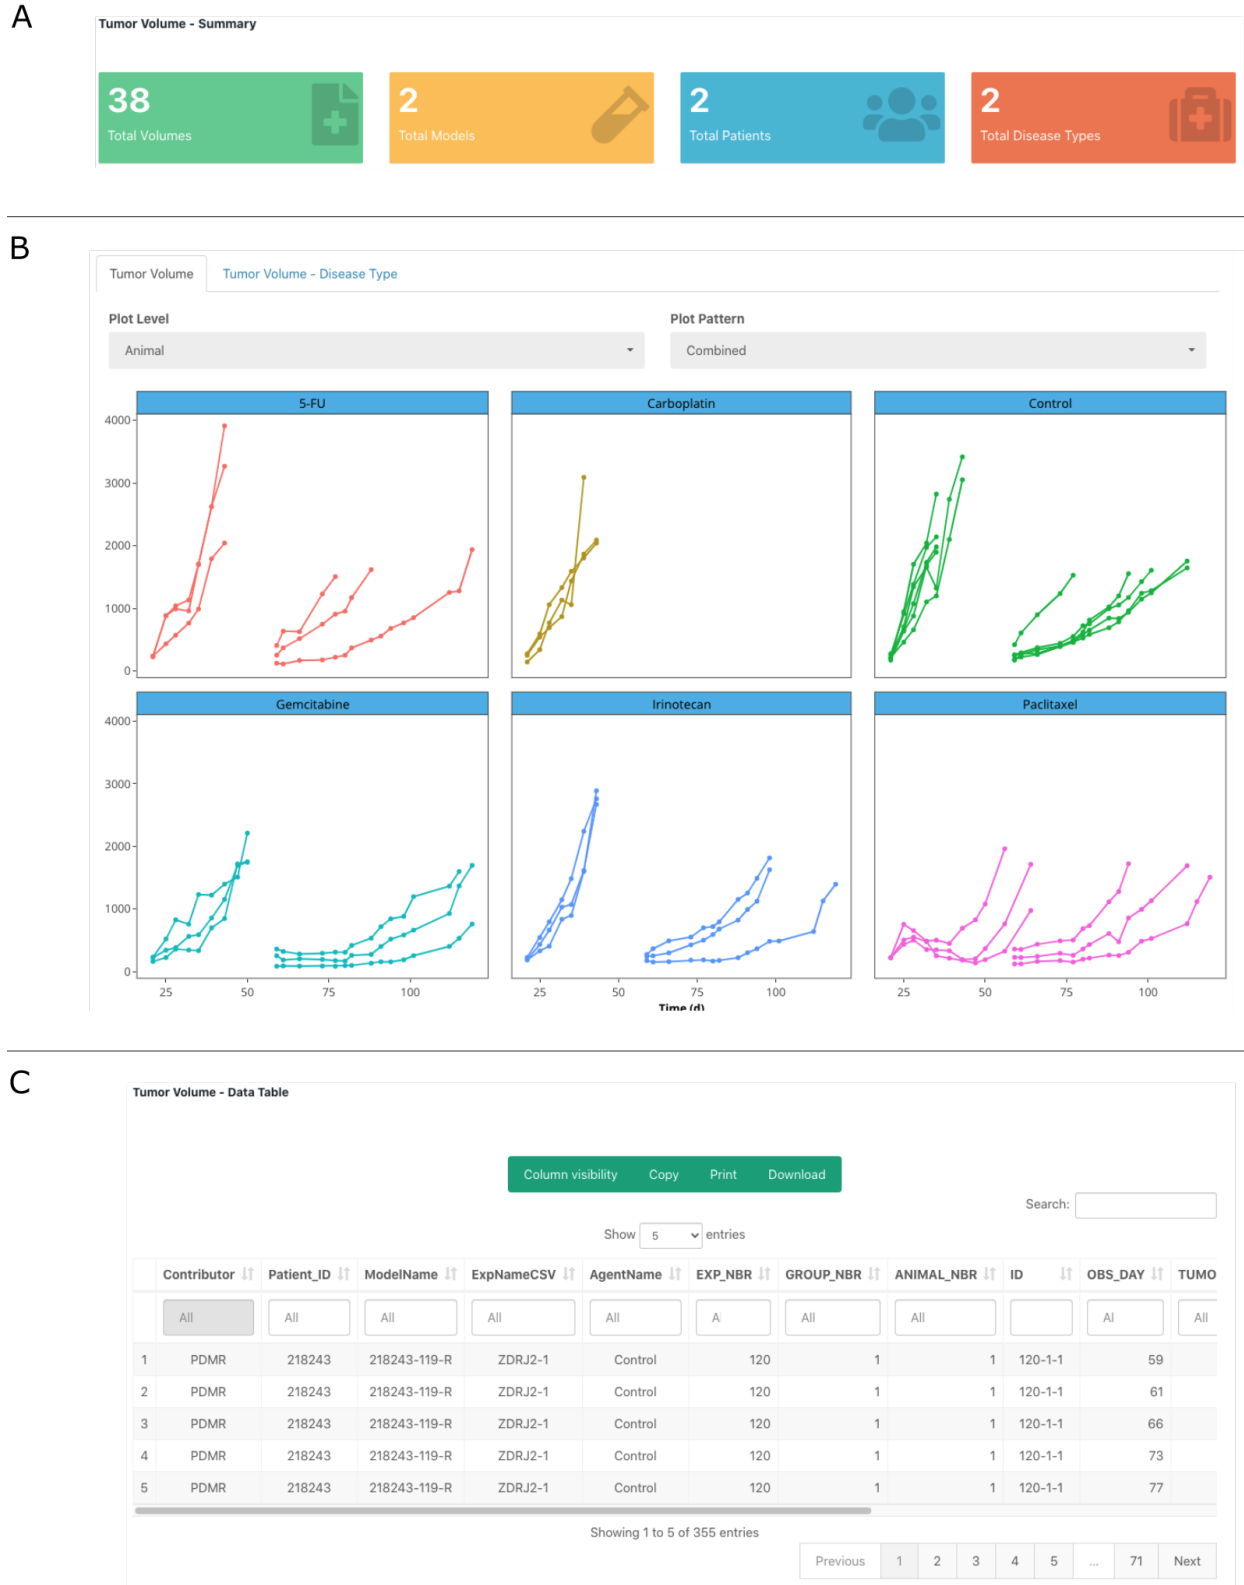 A
Tumor Volume - Summary
38
Total Volumes
2
Total Models
2
Total Patients
2
Total Disease Types
B
Tumor Volume
Tumor Volume - Disease Type
Plot Level
Plot Pattern
Animal
Combined
5-FU
Carboplatin
Control
4000
3000
2000
1000
0
Gemcitabine
Irinotecan
Paclitaxel
4000
3000
2000
1000
0
25 50 75 100
25 50 75 100
25 50 75 100
Time (d)
C
Tumor Volume - Data Table
Column visibility Copy Print Download
Search:
Show 5 entries
Contributor Patient_ID ModelName ExpNameCSV AgentName EXP_NBR GROUP_NBR ANIMAL_NBR ID OBS_DAY TUMO
All All All All All A All All Al All
1 PDMR 218243 218243-119-R ZDRJ2-1 Control 120 1 1 120-1-1 59
2 PDMR 218243 218243-119-R ZDRJ2-1 Control 120 1 1 120-1-1 61
3 PDMR 218243 218243-119-R ZDRJ2-1 Control 120 1 1 120-1-1 66
4 PDMR 218243 218243-119-R ZDRJ2-1 Control 120 1 1 120-1-1 73
5 PDMR 218243 218243-119-R ZDRJ2-1 Control 120 1 1 120-1-1 77
Showing 1 to 5 of 355 entries
Previous 1 2 3 4 5 ... 71 Next